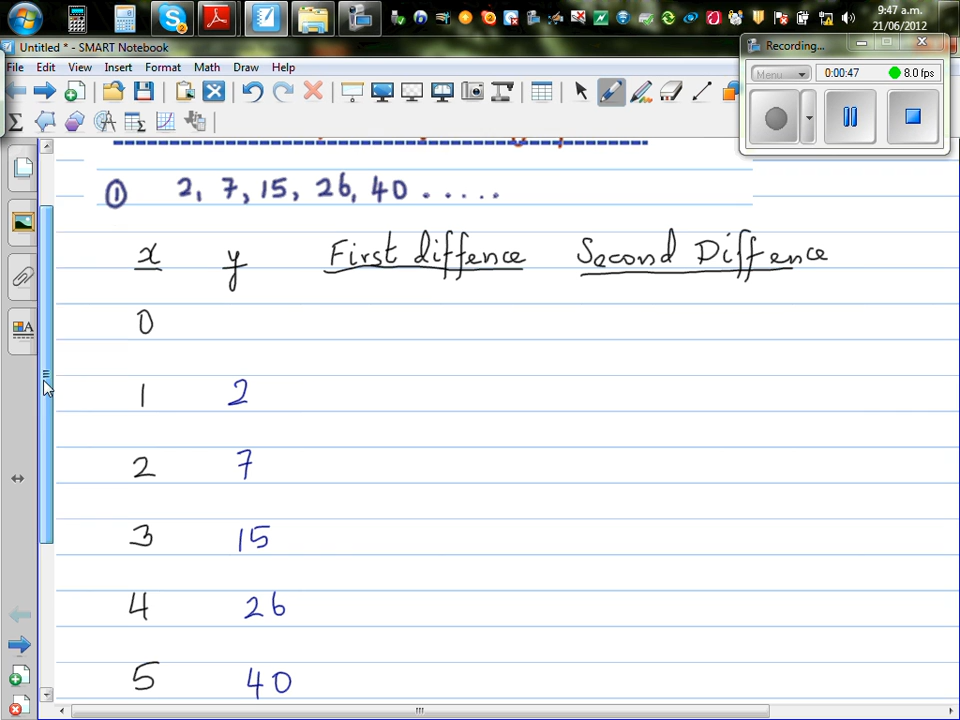 9:47 a.m.
21/06/2012
Untitled * - SMART Notebook
Recording...
File Edit View Insert Format Math Draw Help
Menu 0:00:47 8.0 fps
① 2, 7, 15, 26, 40 . . . . .
x y First diffence Second Diffence
0
1 2
2 7
3 15
4 26
5 40